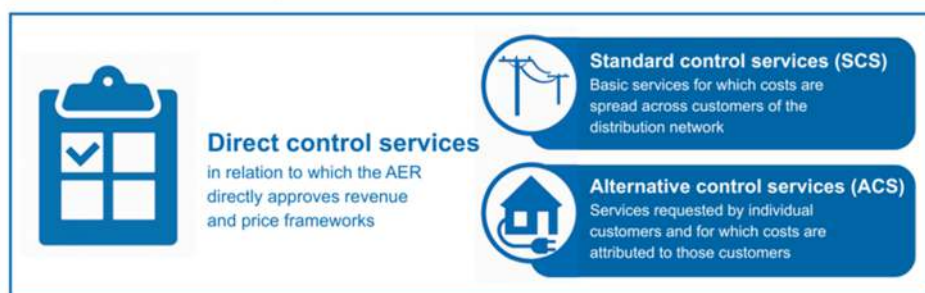 Direct control services
in relation to which the AER
directly approves revenue
and price frameworks
Standard control services (SCS)
Basic services for which costs are
spread across customers of the
distribution network
Alternative control services (ACS)
Services requested by individual
customers and for which costs are
attributed to those customers